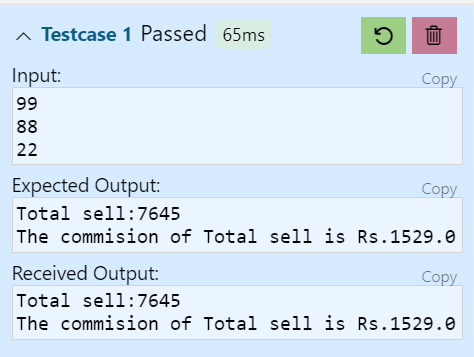 Testcase 1 Passed 65ms
Input:
Copy
99
88
22
Expected Output:
Copy
Total sell:7645
The commision of Total sell is Rs.1529.0
Received Output:
Copy
Total sell:7645
The commision of Total sell is Rs.1529.0